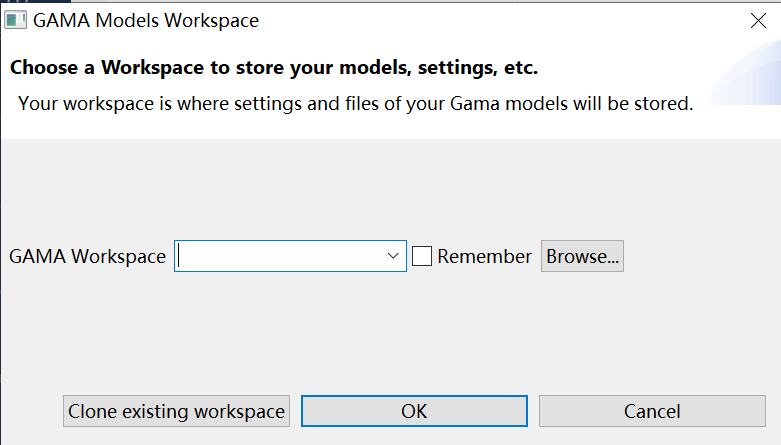 GAMA Models Workspace
Choose a Workspace to store your models, settings, etc.
Your workspace is where settings and files of your Gama models will be stored.
GAMA Workspace Remember Browse...
Clone existing workspace OK Cancel